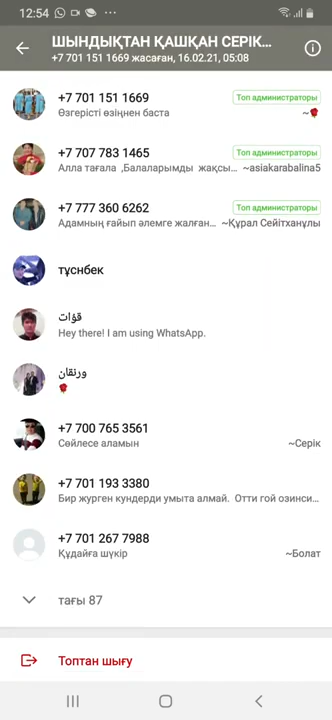 12:54
ШЫНДЫҚТАН ҚАШҚАН СЕРІК...
+7 701 151 1669 жасаған, 16.02.21, 05:08
+7 701 151 1669
Топ администраторы
Өзгерісті өзіңнен баста
~🌹
+7 707 783 1465
Топ администраторы
Алла тағала ,Балаларымды жақсы... ~asiakarabalina5
+7 777 360 6262
Топ администраторы
Адамның ғайып әлемге жалған... ~Құрал Сейітханұлы
түснбек
قۋات
Hey there! I am using WhatsApp.
ورنقان
🌹
+7 700 765 3561
Сөйлесе аламын
~Серік
+7 701 193 3380
Бир журген кундерди умыта алмай. Отти гой озинси...
+7 701 267 7988
Құдайға шүкір
~Болат
тағы 87
Топтан шығу